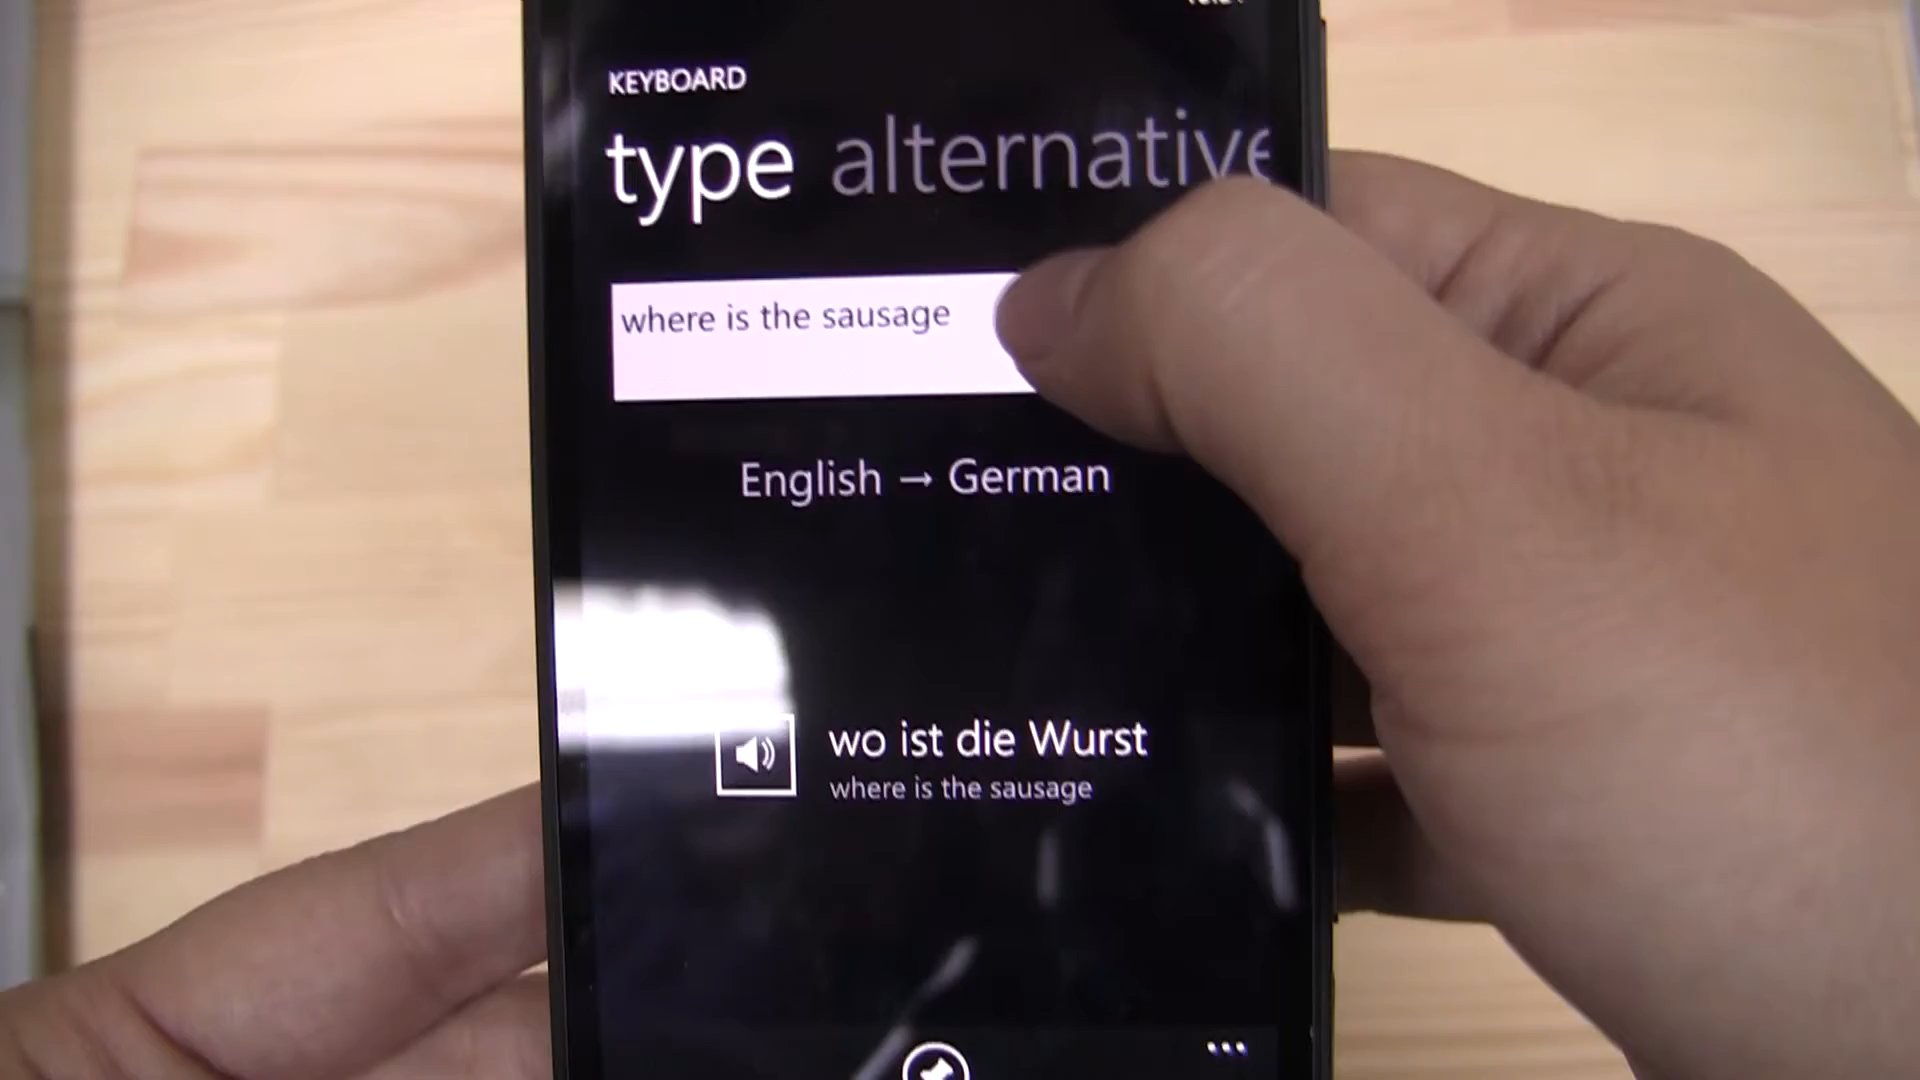 KEYBOARD
type alternative
where is the sausage
English → German
wo ist die Wurst
where is the sausage